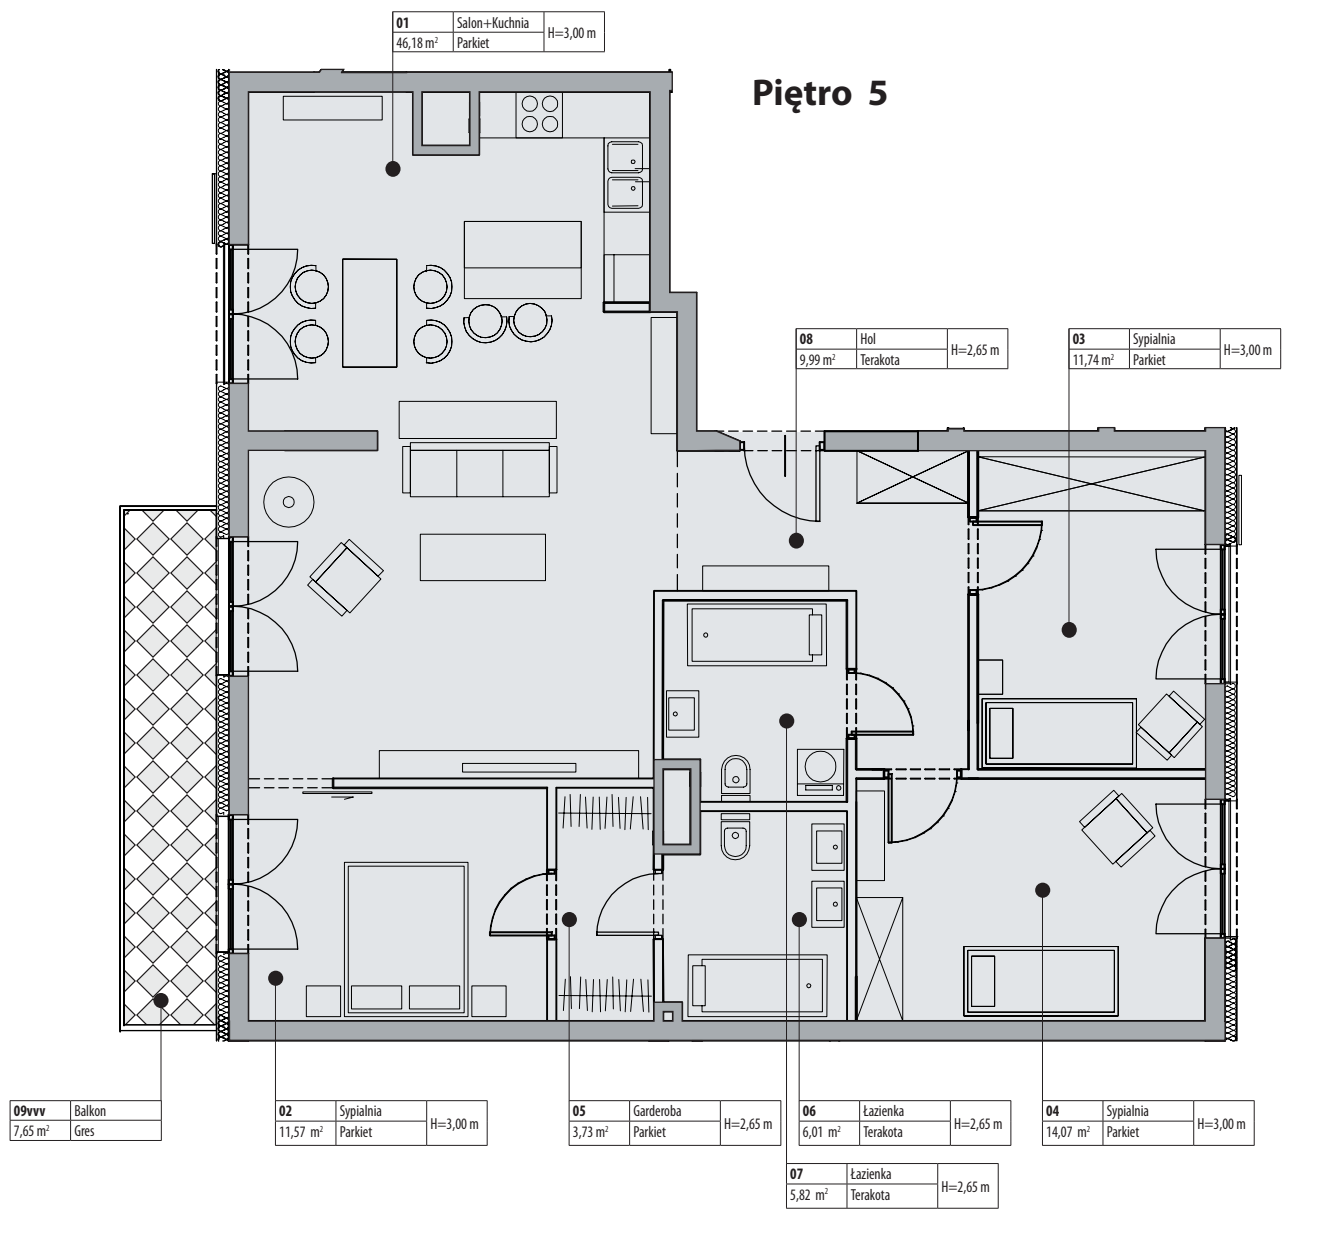 01 Salon+Kuchnia H=3,00 m
46,18 m² Parkiet
Piętro 5
08 Hol H=2,65 m
9,99 m² Terakota
03 Sypialnia H=3,00 m
11,74 m² Parkiet
09vvv Balkon
7,65 m² Gres
02 Sypialnia H=3,00 m
11,57 m² Parkiet
05 Garderoba H=2,65 m
3,73 m² Parkiet
06 Łazienka H=2,65 m
6,01 m² Terakota
04 Sypialnia H=3,00 m
14,07 m² Parkiet
07 Łazienka H=2,65 m
5,82 m² Terakota